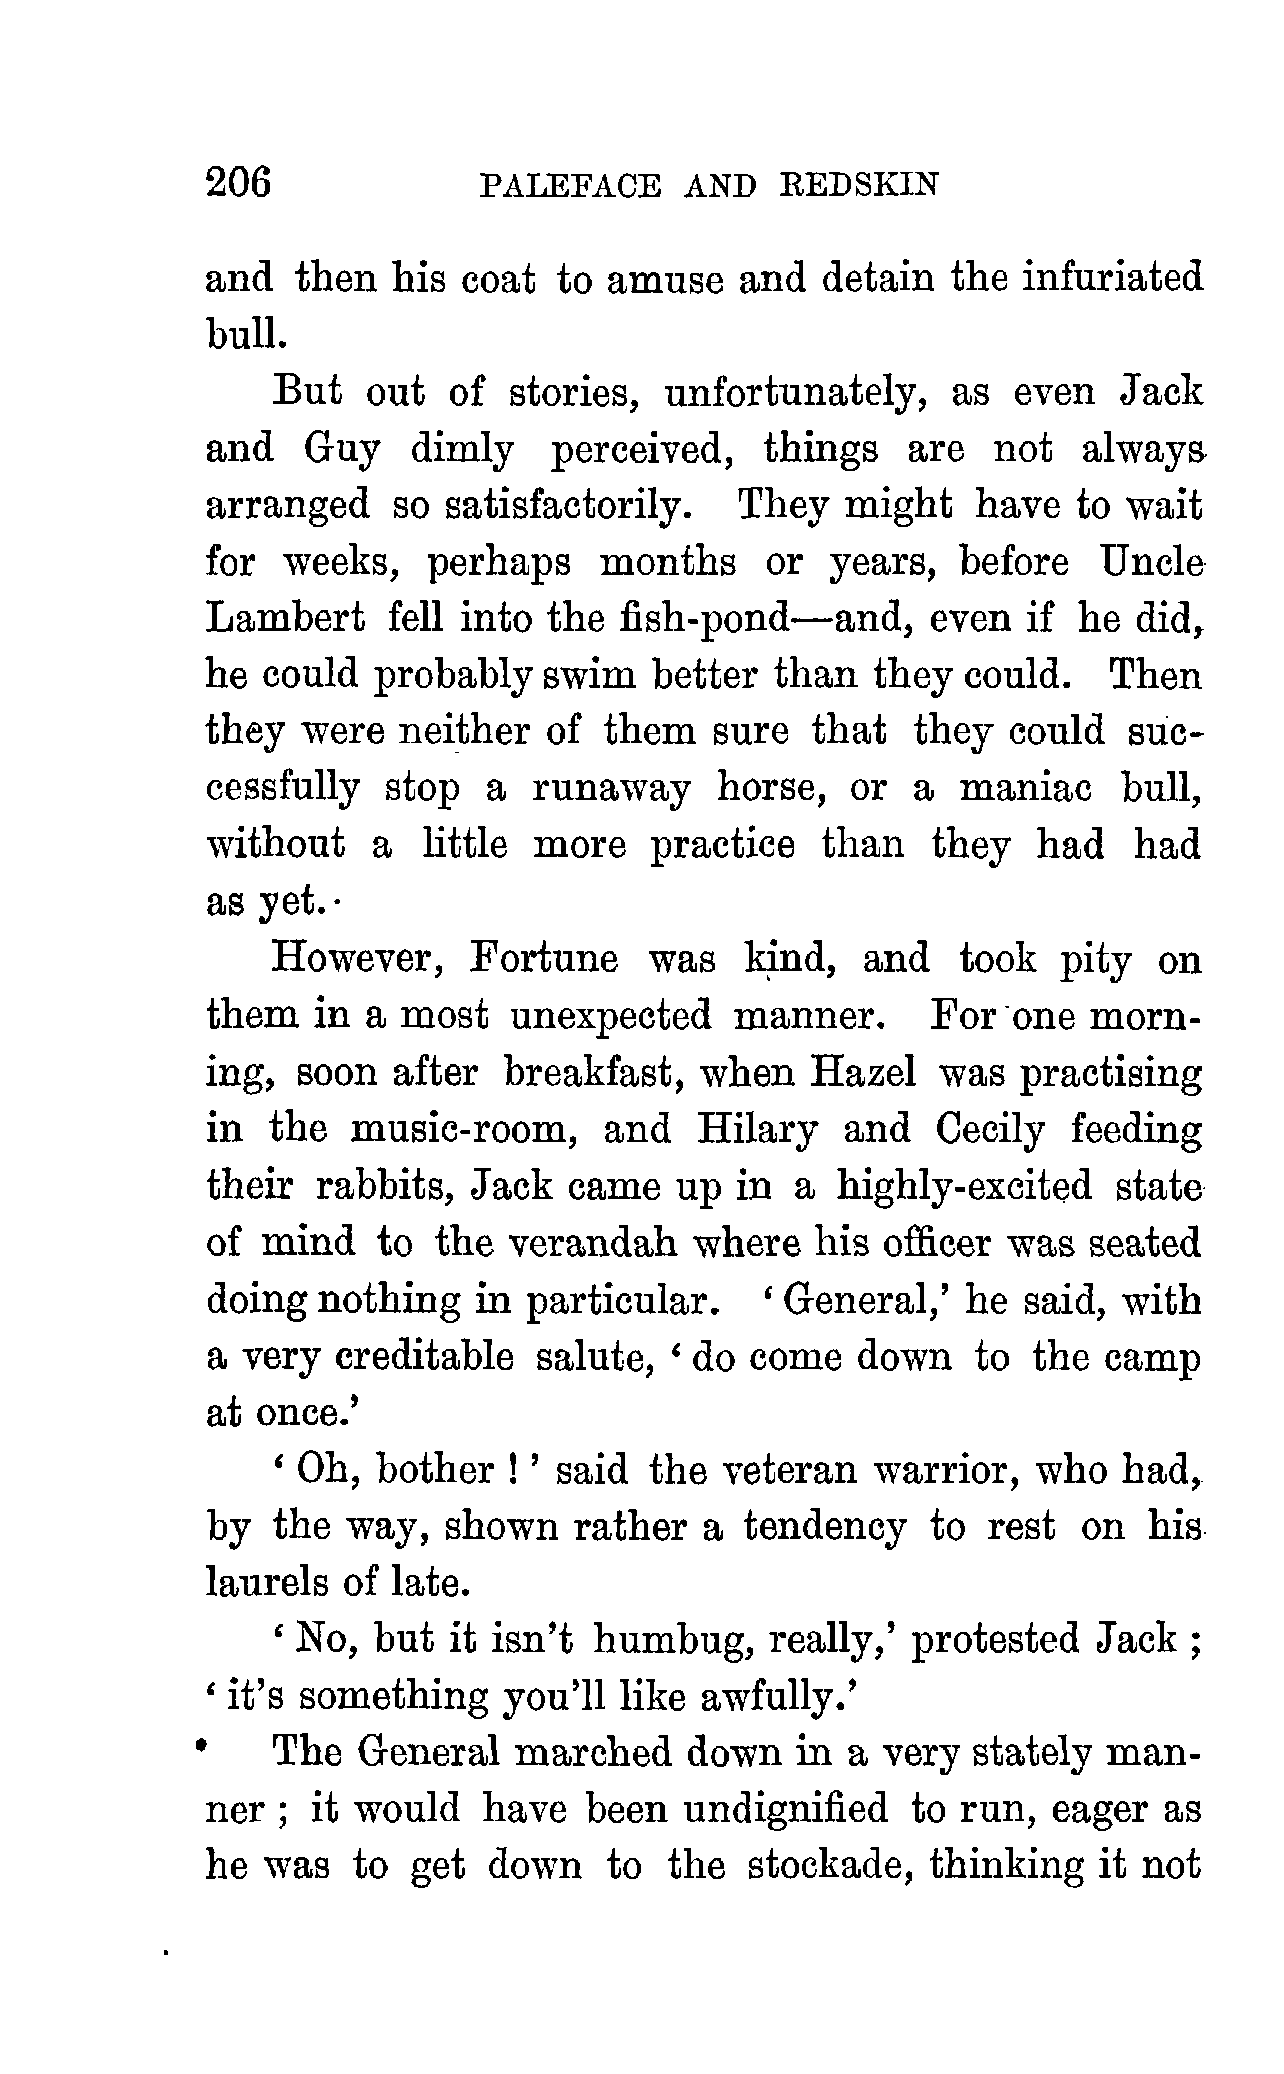 206 PALEFACE AND REDSKIN
and then his coat to amuse and detain the infuriated
bull.
But out of stories, unfortunately, as even Jack
and Guy dimly perceived, things are not always
arranged so satisfactorily. They might have to wait
for weeks, perhaps months or years, before Uncle
Lambert fell into the fish-pond—and, even if he did,
he could probably swim better than they could. Then
they were neither of them sure that they could suc-
cessfully stop a runaway horse, or a maniac bull,
without a little more practice than they had had
as yet.
However, Fortune was kind, and took pity on
them in a most unexpected manner. For one morn-
ing, soon after breakfast, when Hazel was practising
in the music-room, and Hilary and Cecily feeding
their rabbits, Jack came up in a highly-excited state
of mind to the verandah where his officer was seated
doing nothing in particular. ‘ General,’ he said, with
a very creditable salute, ‘ do come down to the camp
at once.’
‘ Oh, bother ! ’ said the veteran warrior, who had,
by the way, shown rather a tendency to rest on his
laurels of late.
‘ No, but it isn’t humbug, really,’ protested Jack ;
‘ it’s something you’ll like awfully.’
The General marched down in a very stately man-
ner ; it would have been undignified to run, eager as
he was to get down to the stockade, thinking it not